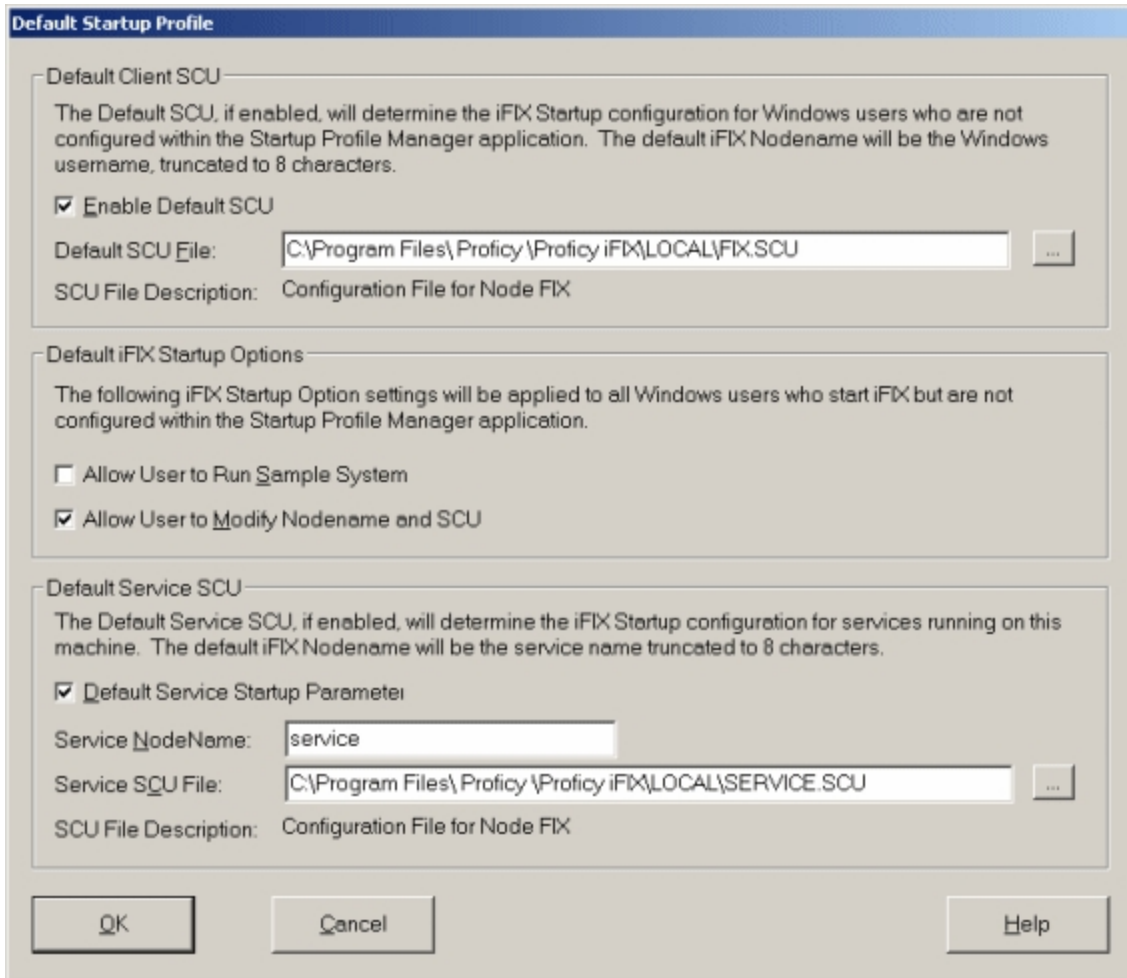 Default Startup Profile
Default Client SCU
The Default SCU, if enabled, will determine the iFIX Startup configuration for Windows users who are not
configured within the Startup Profile Manager application. The default iFIX Nodename will be the Windows
username, truncated to 8 characters.
Enable Default SCU
Default SCU File: C:\Program Files\ Proficy \Proficy iFIX\LOCAL\FIX.SCU ...
SCU File Description: Configuration File for Node FIX
Default iFIX Startup Options
The following iFIX Startup Option settings will be applied to all Windows users who start iFIX but are not
configured within the Startup Profile Manager application.
Allow User to Run Sample System
Allow User to Modify Nodename and SCU
Default Service SCU
The Default Service SCU, if enabled, will determine the iFIX Startup configuration for services running on this
machine. The default iFIX Nodename will be the service name truncated to 8 characters.
Default Service Startup Parameter
Service NodeName: service
Service SCU File: C:\Program Files\ Proficy \Proficy iFIX\LOCAL\SERVICE.SCU ...
SCU File Description: Configuration File for Node FIX
OK Cancel Help